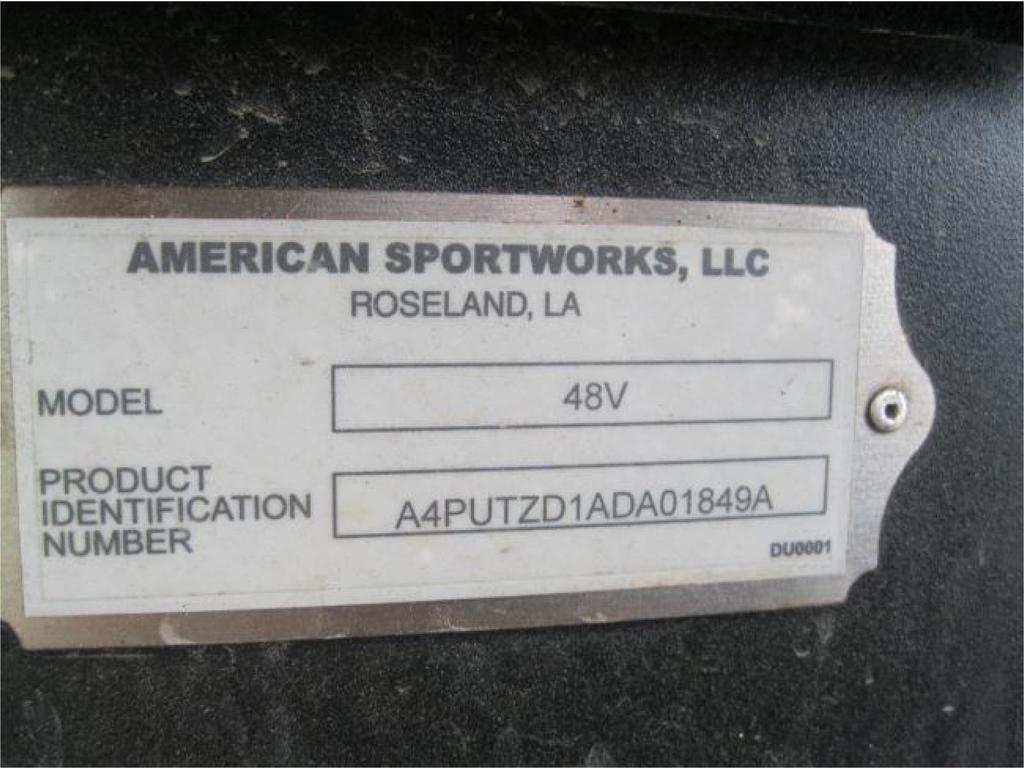 AMERICAN SPORTWORKS, LLC
ROSELAND, LA
MODEL 48V
PRODUCT
IDENTIFICATION
NUMBER
A4PUTZD1ADA01849A
DU0001